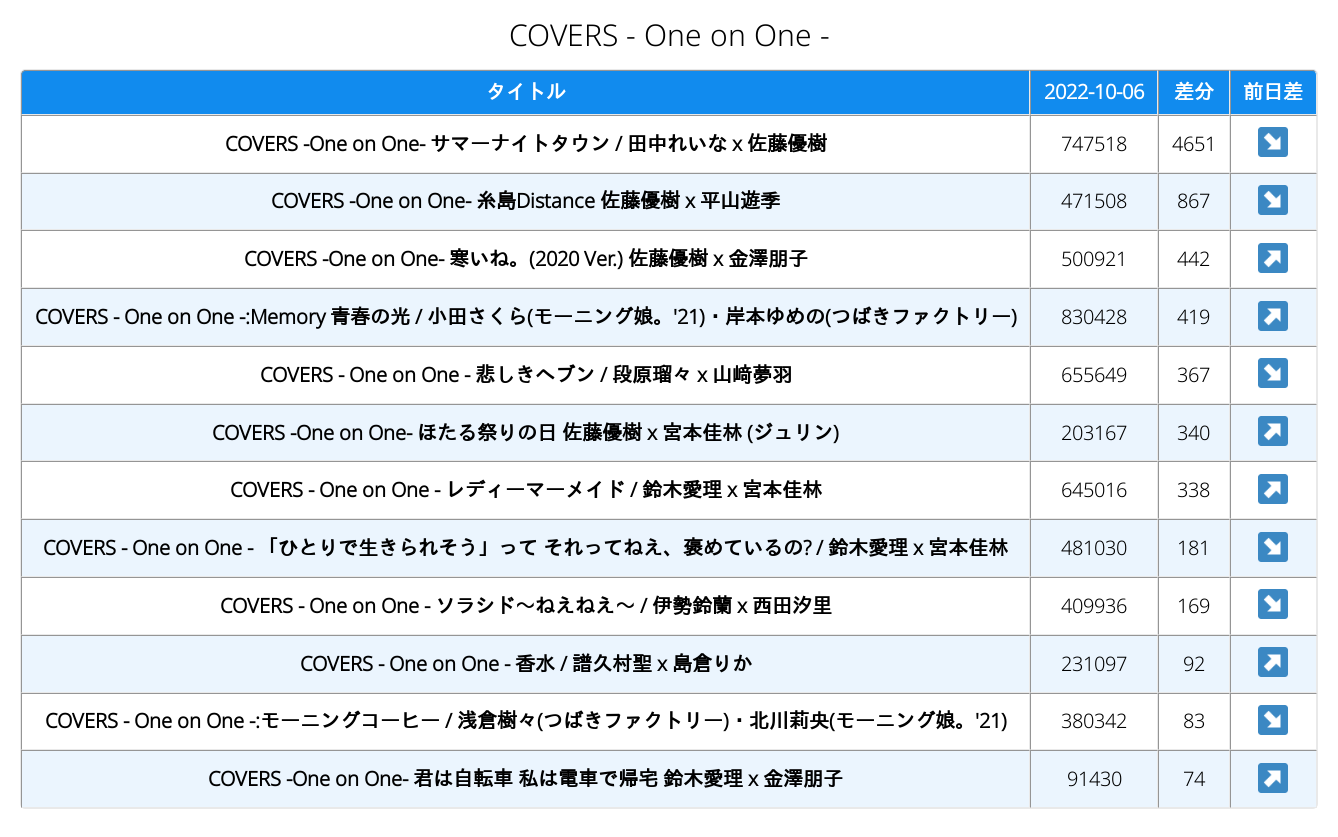 COVERS - One on One -
タイトル 2022-10-06 差分 前日差
COVERS -One on One- サマーナイトタウン / 田中れいな x 佐藤優樹 747518 4651
COVERS -One on One- 糸島Distance 佐藤優樹 x 平山遊季 471508 867
COVERS -One on One- 寒いね。(2020 Ver.) 佐藤優樹 x 金澤朋子 500921 442
COVERS - One on One -:Memory 青春の光 / 小田さくら(モーニング娘。'21)・岸本ゆめの(つばきファクトリー) 830428 419
COVERS - One on One - 悲しきヘブン / 段原瑠々 x 山﨑夢羽 655649 367
COVERS -One on One- ほたる祭りの日 佐藤優樹 x 宮本佳林 (ジュリン) 203167 340
COVERS - One on One - レディーマーメイド / 鈴木愛理 x 宮本佳林 645016 338
COVERS - One on One - 「ひとりで生きられそう」って それってねえ、褒めているの? / 鈴木愛理 x 宮本佳林 481030 181
COVERS - One on One - ソラシド〜ねえねえ〜 / 伊勢鈴蘭 x 西田汐里 409936 169
COVERS - One on One - 香水 / 譜久村聖 x 島倉りか 231097 92
COVERS - One on One -:モーニングコーヒー / 浅倉樹々(つばきファクトリー)・北川莉央(モーニング娘。'21) 380342 83
COVERS -One on One- 君は自転車 私は電車で帰宅 鈴木愛理 x 金澤朋子 91430 74